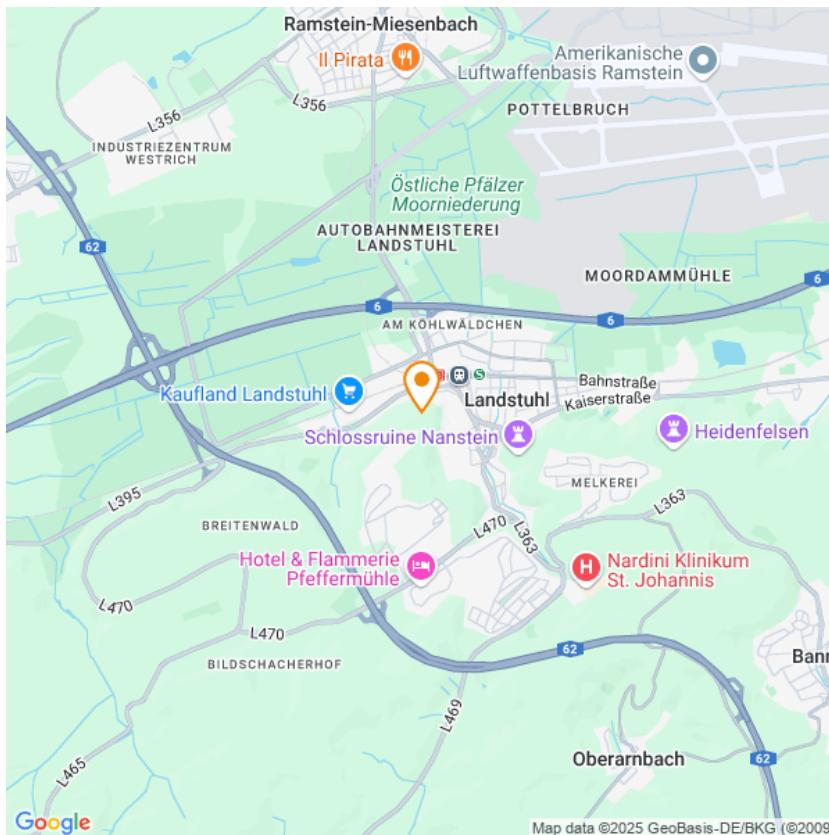 Ramstein-Miesenbach
Il Pirata
Amerikanische
Luftwaffenbasis Ramstein
L356
L356
POTTELBRUCH
INDUSTRIEZENTRUM
WESTRICH
Östliche Pfälzer
Moorniederung
AUTOBAHNMEISTEREI
LANDSTUHL
62
MOORDAMMÜHLE
6
6
6
AM KÖHLWÄLDCHEN
Kaufland Landstuhl
S
Landstuhl
Bahnstraße
Kaiserstraße
Schlossruine Nanstein
Heidenfelsen
L395
MELKEREI
L363
BREITENWALD
L470
L363
Hotel & Flammerie
Pfeffermühle
H
Nardini Klinikum
St. Johannis
L470
L470
BILDSCHACHERHOF
62
Bann
L469
L465
Oberarnbach
62
Google
Map data ©2025 GeoBasis-DE/BKG (©2009